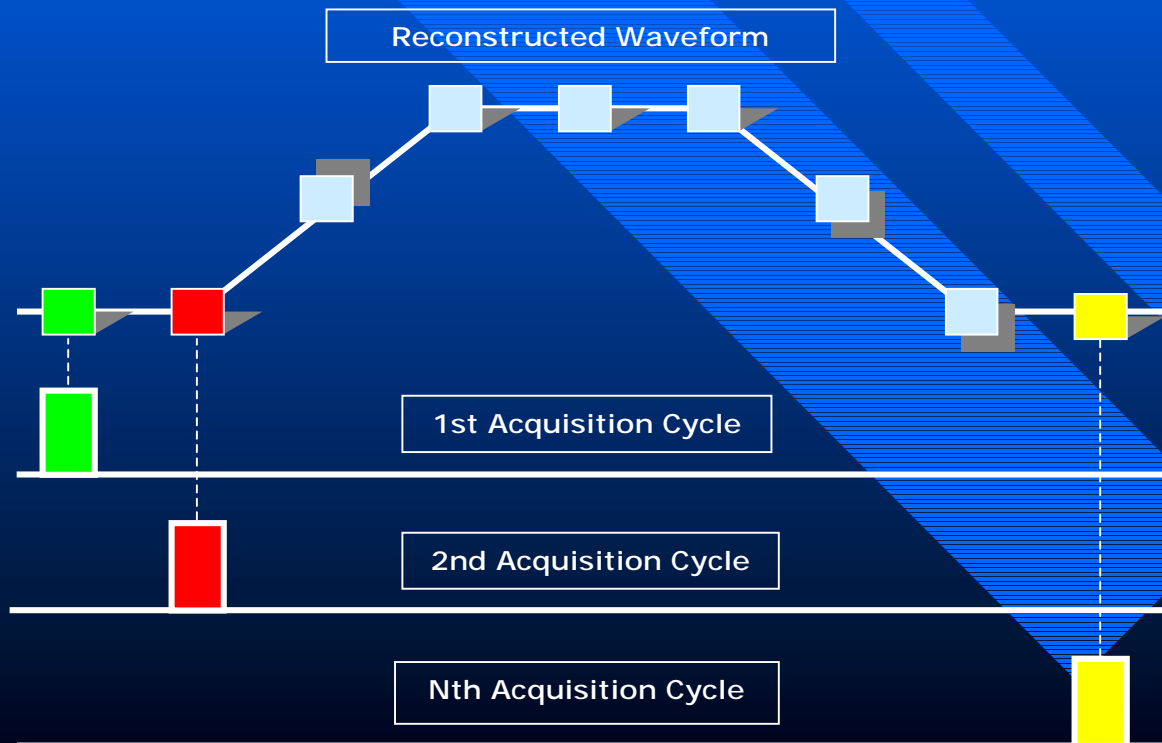 Reconstructed Waveform
1st Acquisition Cycle
2nd Acquisition Cycle
Nth Acquisition Cycle